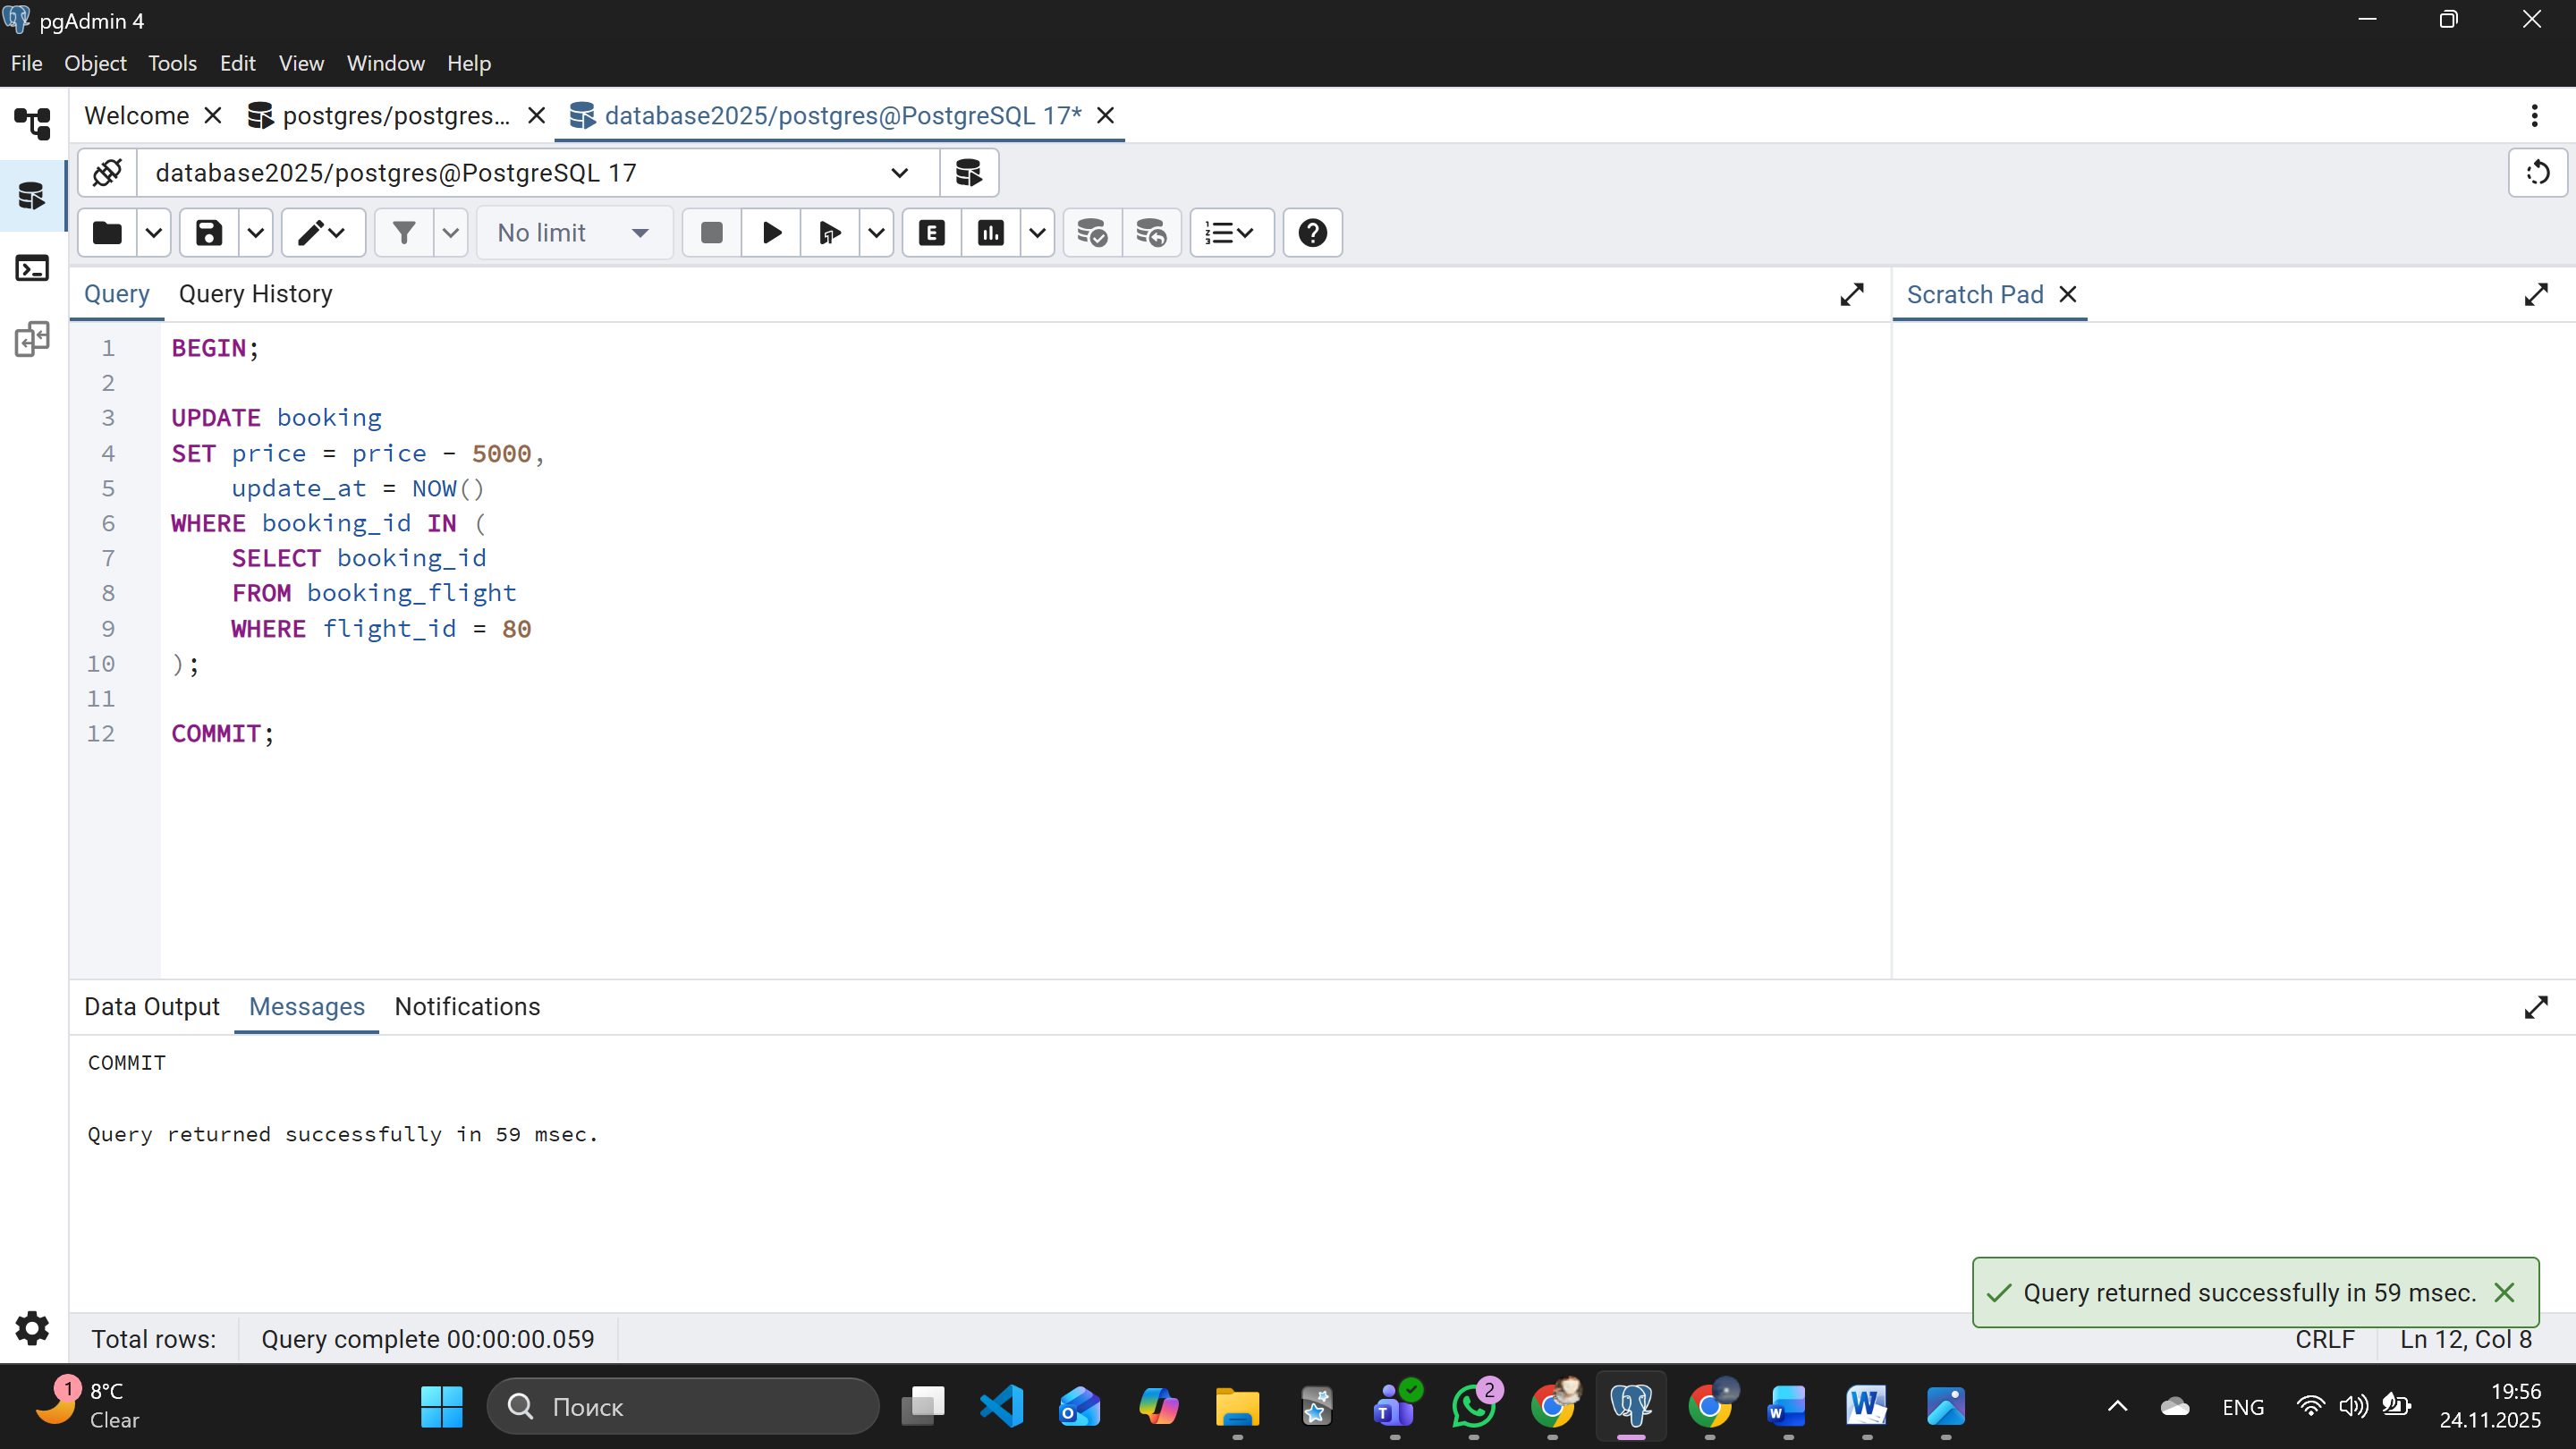 pgAdmin 4
File Object Tools Edit View Window Help
Welcome postgres/postgres... database2025/postgres@PostgreSQL 17*
database2025/postgres@PostgreSQL 17
No limit
Query Query History Scratch Pad
1 BEGIN;
2
3 UPDATE booking
4 SET price = price - 5000,
5 update_at = NOW()
6 WHERE booking_id IN (
7 SELECT booking_id
8 FROM booking_flight
9 WHERE flight_id = 80
10 );
11
12 COMMIT;
Data Output Messages Notifications
COMMIT
Query returned successfully in 59 msec.
Query returned successfully in 59 msec.
Total rows: Query complete 00:00:00.059 CRLF Ln 12, Col 8
1 8°C
Clear
Поиск
2
ENG
19:56
24.11.2025